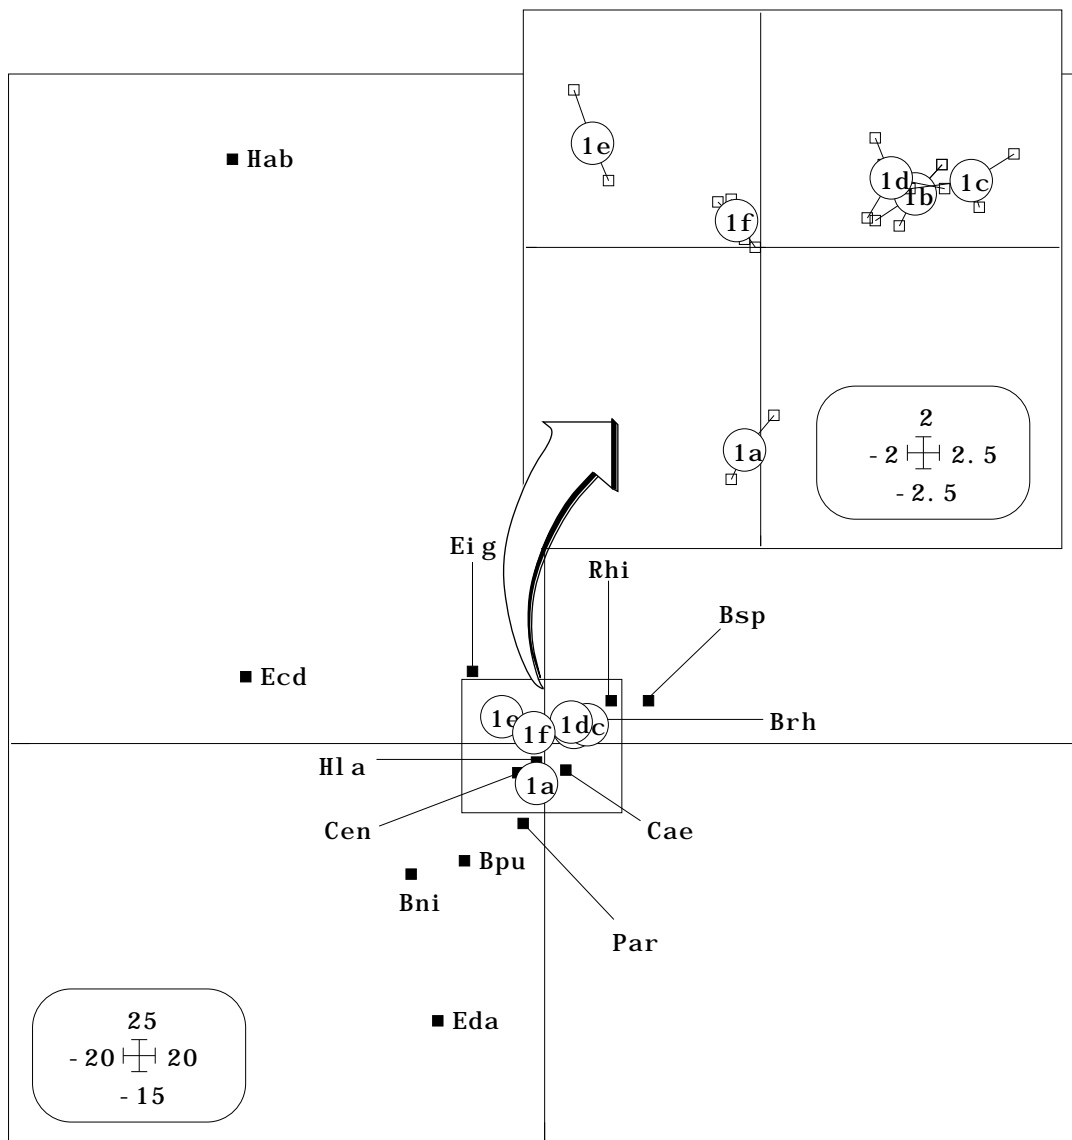 1e
1d
1b
1c
1f
1a
2
-2 2.5
-2.5
Hab
Eig
Rhi
Bsp
Ecd
1e
1f
1d
c
Brh
Hla
1a
Cen
Cae
Bpu
Bni
Par
Eda
25
-20 20
-15